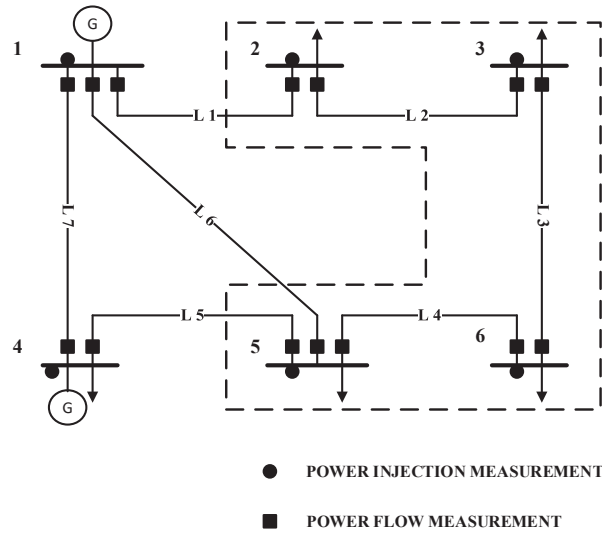 G
1
2
3
L 1
L 2
L 7
L 6
L 3
L 5
L 4
4
5
6
G
POWER INJECTION MEASUREMENT
POWER FLOW MEASUREMENT